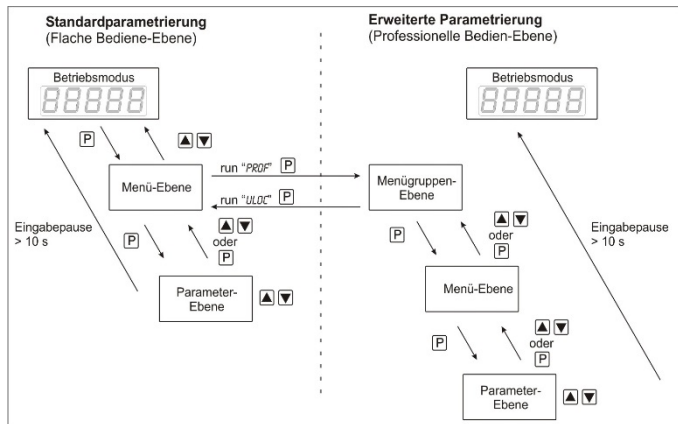 Standardparametrierung
(Flache Bediene-Ebene)
Betriebsmodus
88888
P
Menü-Ebene
Eingabepause
> 10 s
P
oder
P
Parameter-
Ebene
run "PROF" P
run "ULOC" P
Erweiterte Parametrierung
(Professionelle Bedien-Ebene)
Betriebsmodus
88888
Menügruppen-
Ebene
P
oder
P
Menü-Ebene
Eingabepause
> 10 s
P
oder
P
Parameter-
Ebene